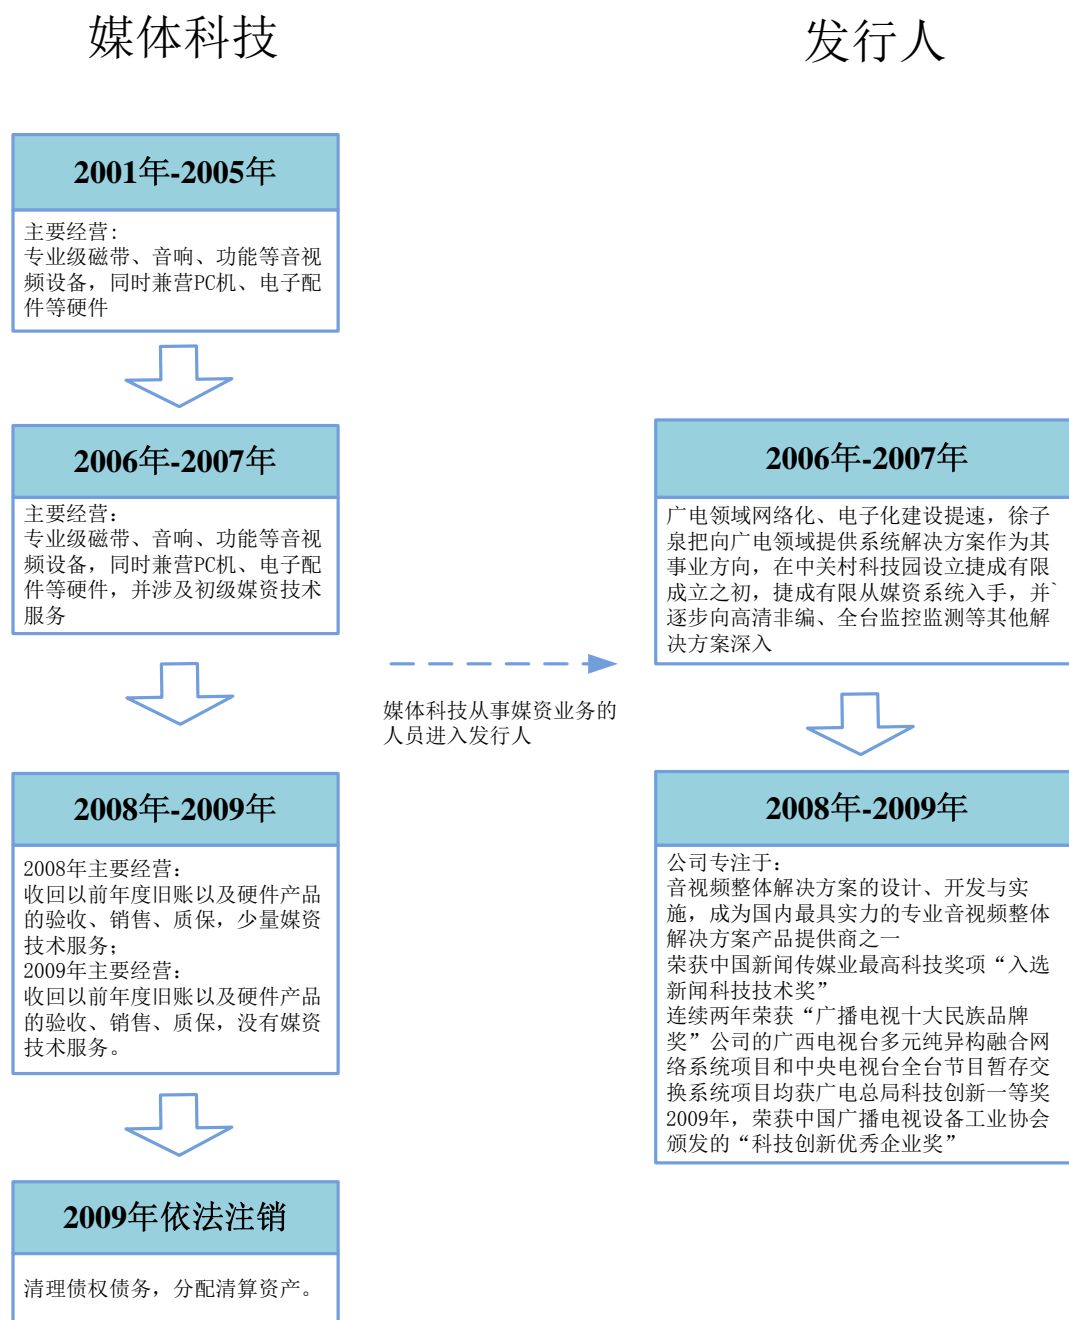 媒体科技
发行人
2001年-2005年
主要经营:
专业级磁带、音响、功能等音视
频设备，同时兼营PC机、电子配
件等硬件
2006年-2007年
主要经营：
专业级磁带、音响、功能等音视
频设备，同时兼营PC机、电子配
件等硬件，并涉及初级媒资技术
服务
2006年-2007年
广电领域网络化、电子化建设提速，徐子
泉把向广电领域提供系统解决方案作为其
事业方向，在中关村科技园设立捷成有限
成立之初，捷成有限从媒资系统入手，并`
逐步向高清非编、全台监控监测等其他解
决方案深入
媒体科技从事媒资业务的
人员进入发行人
2008年-2009年
2008年主要经营：
收回以前年度旧账以及硬件产品
的验收、销售、质保，少量媒资
技术服务；
2009年主要经营：
收回以前年度旧账以及硬件产品
的验收、销售、质保，没有媒资
技术服务。
2008年-2009年
公司专注于：
音视频整体解决方案的设计、开发与实
施，成为国内最具实力的专业音视频整体
解决方案产品提供商之一
荣获中国新闻传媒业最高科技奖项“入选
新闻科技技术奖”
连续两年荣获“广播电视十大民族品牌
奖”公司的广西电视台多元纯异构融合网
络系统项目和中央电视台全台节目暂存交
换系统项目均获广电总局科技创新一等奖
2009年，荣获中国广播电视设备工业协会
颁发的“科技创新优秀企业奖”
2009年依法注销
清理债权债务，分配清算资产。